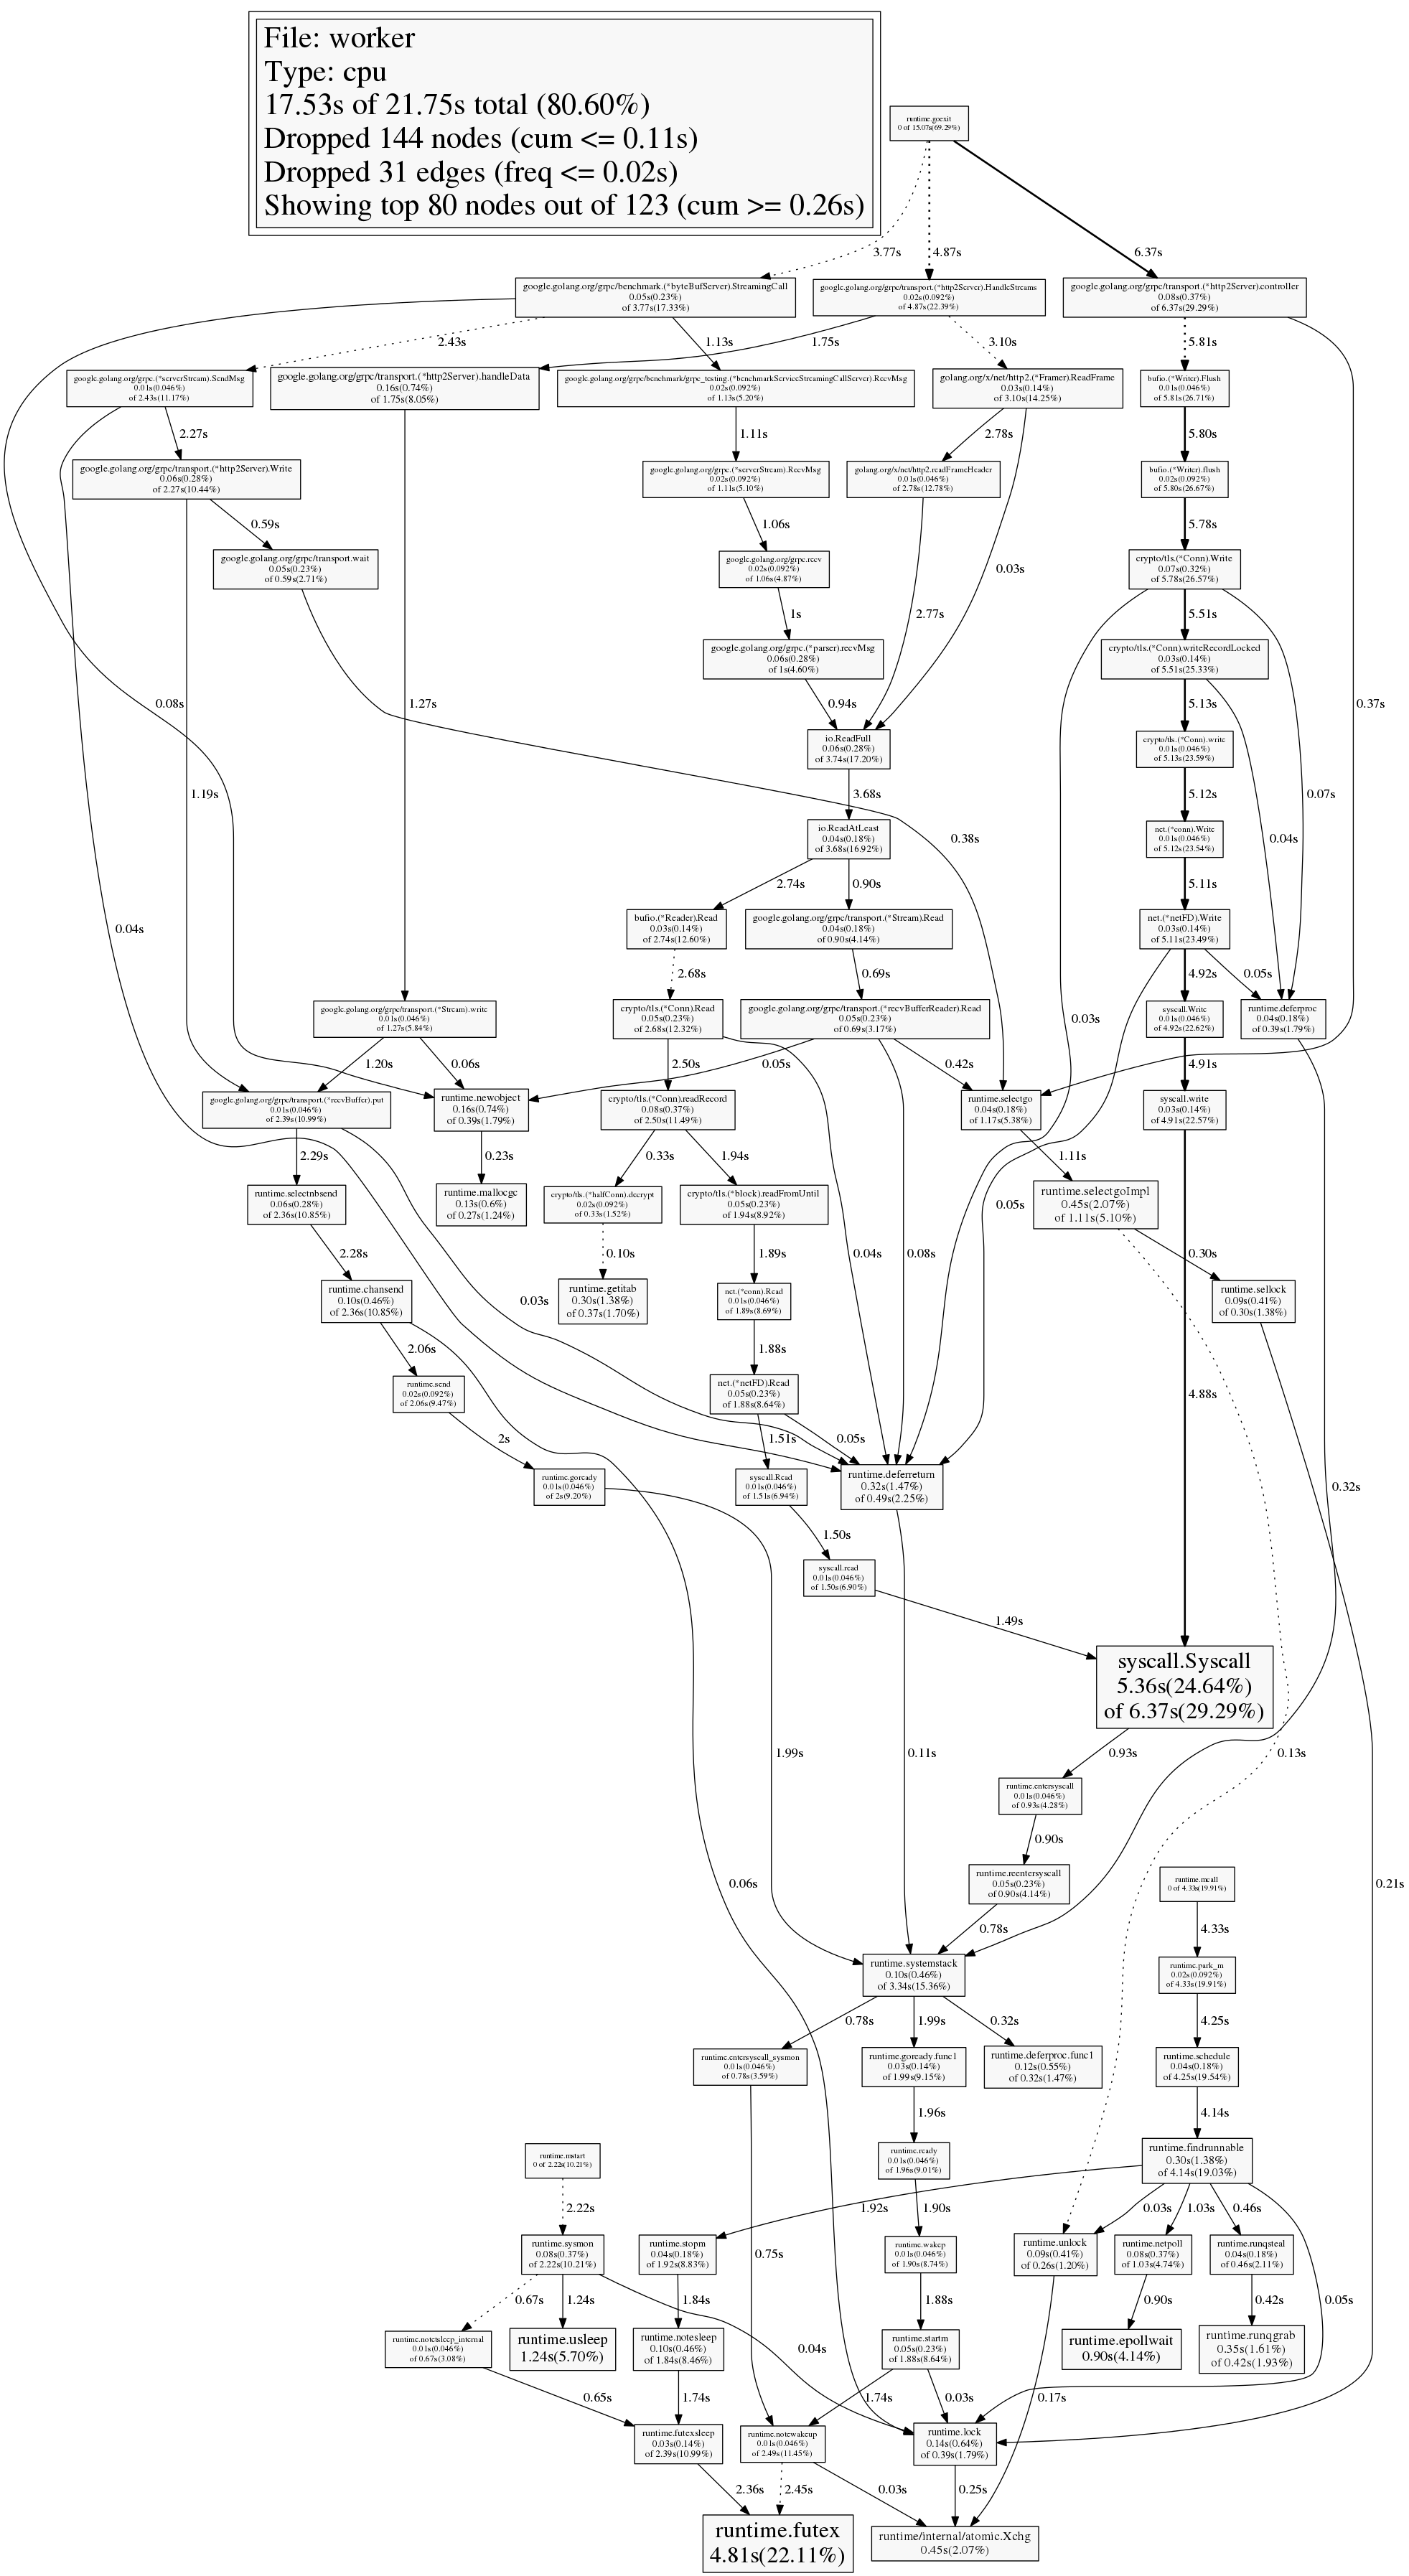 File: worker
Type: cpu
17.53s of 21.75s total (80.60%)
Dropped 144 nodes (cum <= 0.11s)
Dropped 31 edges (freq <= 0.02s)
Showing top 80 nodes out of 123 (cum >= 0.26s)
runtime.goexit
0 of 15.07s(69.29%)
3.77s
4.87s
6.37s
google.golang.org/grpc/benchmark.(*byteBufServer).StreamingCall
0.05s(0.23%)
of 3.77s(17.33%)
google.golang.org/grpc/transport.(*http2Server).HandleStreams
0.02s(0.092%)
of 4.87s(22.39%)
google.golang.org/grpc/transport.(*http2Server).controller
0.08s(0.37%)
of 6.37s(29.29%)
2.43s
1.13s
1.75s
3.10s
5.81s
google.golang.org/grpc.(*serverStream).SendMsg
0.01s(0.046%)
of 2.43s(11.17%)
google.golang.org/grpc/transport.(*http2Server).handleData
0.16s(0.74%)
of 1.75s(8.05%)
google.golang.org/grpc/benchmark/grpc_testing.(*benchmarkServiceStreamingCallServer).RecvMsg
0.02s(0.092%)
of 1.13s(5.20%)
golang.org/x/net/http2.(*Framer).ReadFrame
0.03s(0.14%)
of 3.10s(14.25%)
bufio.(*Writer).Flush
0.01s(0.046%)
of 5.81s(26.71%)
2.27s
1.11s
2.78s
5.80s
google.golang.org/grpc/transport.(*http2Server).Write
0.06s(0.28%)
of 2.27s(10.44%)
google.golang.org/grpc.(*serverStream).RecvMsg
0.02s(0.092%)
of 1.11s(5.10%)
golang.org/x/net/http2.readFrameHeader
0.01s(0.046%)
of 2.78s(12.78%)
bufio.(*Writer).flush
0.02s(0.092%)
of 5.80s(26.67%)
0.59s
1.06s
5.78s
google.golang.org/grpc/transport.wait
0.05s(0.23%)
of 0.59s(2.71%)
google.golang.org/grpc.recv
0.02s(0.092%)
of 1.06s(4.87%)
0.03s
crypto/tls.(*Conn).Write
0.07s(0.32%)
of 5.78s(26.57%)
1s
2.77s
5.51s
google.golang.org/grpc.(*parser).recvMsg
0.06s(0.28%)
of 1s(4.60%)
crypto/tls.(*Conn).writeRecordLocked
0.03s(0.14%)
of 5.51s(25.33%)
0.08s
1.27s
0.94s
5.13s
0.37s
io.ReadFull
0.06s(0.28%)
of 3.74s(17.20%)
crypto/tls.(*Conn).write
0.01s(0.046%)
of 5.13s(23.59%)
1.19s
3.68s
5.12s
0.07s
io.ReadAtLeast
0.04s(0.18%)
of 3.68s(16.92%)
0.38s
net.(*conn).Write
0.01s(0.046%)
of 5.12s(23.54%)
0.04s
2.74s
0.90s
5.11s
0.04s
bufio.(*Reader).Read
0.03s(0.14%)
of 2.74s(12.60%)
google.golang.org/grpc/transport.(*Stream).Read
0.04s(0.18%)
of 0.90s(4.14%)
net.(*netFD).Write
0.03s(0.14%)
of 5.11s(23.49%)
2.68s
0.69s
4.92s
0.05s
google.golang.org/grpc/transport.(*Stream).write
0.01s(0.046%)
of 1.27s(5.84%)
crypto/tls.(*Conn).Read
0.05s(0.23%)
of 2.68s(12.32%)
google.golang.org/grpc/transport.(*recvBufferReader).Read
0.05s(0.23%)
of 0.69s(3.17%)
0.03s
syscall.Write
0.01s(0.046%)
of 4.92s(22.62%)
runtime.deferproc
0.04s(0.18%)
of 0.39s(1.79%)
1.20s
0.06s
2.50s
0.05s
0.42s
4.91s
google.golang.org/grpc/transport.(*recvBuffer).put
0.01s(0.046%)
of 2.39s(10.99%)
runtime.newobject
0.16s(0.74%)
of 0.39s(1.79%)
crypto/tls.(*Conn).readRecord
0.08s(0.37%)
of 2.50s(11.49%)
runtime.selectgo
0.04s(0.18%)
of 1.17s(5.38%)
syscall.write
0.03s(0.14%)
of 4.91s(22.57%)
2.29s
0.23s
0.33s
1.94s
1.11s
runtime.selectnbsend
0.06s(0.28%)
of 2.36s(10.85%)
runtime.mallocgc
0.13s(0.6%)
of 0.27s(1.24%)
crypto/tls.(*halfConn).decrypt
0.02s(0.092%)
of 0.33s(1.52%)
crypto/tls.(*block).readFromUntil
0.05s(0.23%)
of 1.94s(8.92%)
0.05s
runtime.selectgoImpl
0.45s(2.07%)
of 1.11s(5.10%)
2.28s
0.10s
1.89s
0.04s
0.08s
0.30s
runtime.chansend
0.10s(0.46%)
of 2.36s(10.85%)
0.03s
runtime.getitab
0.30s(1.38%)
of 0.37s(1.70%)
net.(*conn).Read
0.01s(0.046%)
of 1.89s(8.69%)
runtime.sellock
0.09s(0.41%)
of 0.30s(1.38%)
2.06s
1.88s
runtime.send
0.02s(0.092%)
of 2.06s(9.47%)
net.(*netFD).Read
0.05s(0.23%)
of 1.88s(8.64%)
4.88s
2s
1.51s
0.05s
runtime.goready
0.01s(0.046%)
of 2s(9.20%)
syscall.Read
0.01s(0.046%)
of 1.51s(6.94%)
runtime.deferreturn
0.32s(1.47%)
of 0.49s(2.25%)
0.32s
1.50s
syscall.read
0.01s(0.046%)
of 1.50s(6.90%)
1.49s
syscall.Syscall
5.36s(24.64%)
of 6.37s(29.29%)
1.99s
0.11s
0.93s
0.13s
runtime.entersyscall
0.01s(0.046%)
of 0.93s(4.28%)
0.90s
0.06s
runtime.reentersyscall
0.05s(0.23%)
of 0.90s(4.14%)
runtime.mcall
0 of 4.33s(19.91%)
0.21s
0.78s
4.33s
runtime.systemstack
0.10s(0.46%)
of 3.34s(15.36%)
runtime.park_m
0.02s(0.092%)
of 4.33s(19.91%)
0.78s
1.99s
0.32s
4.25s
runtime.entersyscall_sysmon
0.01s(0.046%)
of 0.78s(3.59%)
runtime.goready.func1
0.03s(0.14%)
of 1.99s(9.15%)
runtime.deferproc.func1
0.12s(0.55%)
of 0.32s(1.47%)
runtime.schedule
0.04s(0.18%)
of 4.25s(19.54%)
1.96s
4.14s
runtime.mstart
0 of 2.22s(10.21%)
runtime.ready
0.01s(0.046%)
of 1.96s(9.01%)
runtime.findrunnable
0.30s(1.38%)
of 4.14s(19.03%)
2.22s
1.92s
1.90s
0.03s
1.03s
0.46s
runtime.sysmon
0.08s(0.37%)
of 2.22s(10.21%)
runtime.stopm
0.04s(0.18%)
of 1.92s(8.83%)
0.75s
runtime.wakep
0.01s(0.046%)
of 1.90s(8.74%)
runtime.unlock
0.09s(0.41%)
of 0.26s(1.20%)
runtime.netpoll
0.08s(0.37%)
of 1.03s(4.74%)
runtime.runqsteal
0.04s(0.18%)
of 0.46s(2.11%)
0.67s
1.24s
1.84s
1.88s
0.90s
0.42s
0.05s
runtime.notetsleep_internal
0.01s(0.046%)
of 0.67s(3.08%)
runtime.usleep
1.24s(5.70%)
runtime.notesleep
0.10s(0.46%)
of 1.84s(8.46%)
0.04s
runtime.startm
0.05s(0.23%)
of 1.88s(8.64%)
runtime.epollwait
0.90s(4.14%)
runtime.runqgrab
0.35s(1.61%)
of 0.42s(1.93%)
0.65s
1.74s
1.74s
0.03s
0.17s
runtime.futexsleep
0.03s(0.14%)
of 2.39s(10.99%)
runtime.notewakeup
0.01s(0.046%)
of 2.49s(11.45%)
runtime.lock
0.14s(0.64%)
of 0.39s(1.79%)
2.36s
2.45s
0.03s
0.25s
runtime.futex
4.81s(22.11%)
runtime/internal/atomic.Xchg
0.45s(2.07%)